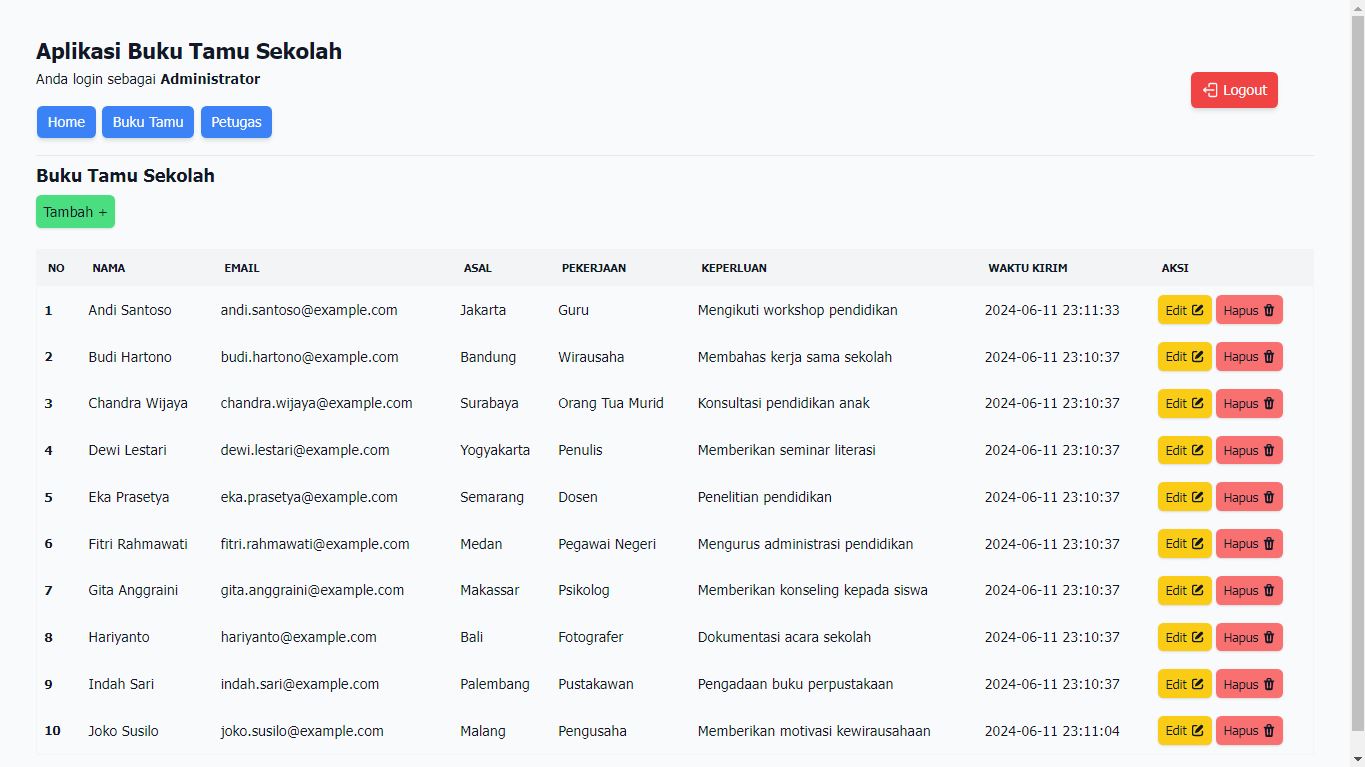 Aplikasi Buku Tamu Sekolah
Anda login sebagai Administrator
Logout
Home Buku Tamu Petugas
Buku Tamu Sekolah
Tambah +
NO NAMA EMAIL ASAL PEKERJAAN KEPERLUAN WAKTU KIRIM AKSI
1 Andi Santoso andi.santoso@example.com Jakarta Guru Mengikuti workshop pendidikan 2024-06-11 23:11:33 Edit Hapus
2 Budi Hartono budi.hartono@example.com Bandung Wirausaha Membahas kerja sama sekolah 2024-06-11 23:10:37 Edit Hapus
3 Chandra Wijaya chandra.wijaya@example.com Surabaya Orang Tua Murid Konsultasi pendidikan anak 2024-06-11 23:10:37 Edit Hapus
4 Dewi Lestari dewi.lestari@example.com Yogyakarta Penulis Memberikan seminar literasi 2024-06-11 23:10:37 Edit Hapus
5 Eka Prasetya eka.prasetya@example.com Semarang Dosen Penelitian pendidikan 2024-06-11 23:10:37 Edit Hapus
6 Fitri Rahmawati fitri.rahmawati@example.com Medan Pegawai Negeri Mengurus administrasi pendidikan 2024-06-11 23:10:37 Edit Hapus
7 Gita Anggraini gita.anggraini@example.com Makassar Psikolog Memberikan konseling kepada siswa 2024-06-11 23:10:37 Edit Hapus
8 Hariyanto hariyanto@example.com Bali Fotografer Dokumentasi acara sekolah 2024-06-11 23:10:37 Edit Hapus
9 Indah Sari indah.sari@example.com Palembang Pustakawan Pengadaan buku perpustakaan 2024-06-11 23:10:37 Edit Hapus
10 Joko Susilo joko.susilo@example.com Malang Pengusaha Memberikan motivasi kewirausahaan 2024-06-11 23:11:04 Edit Hapus